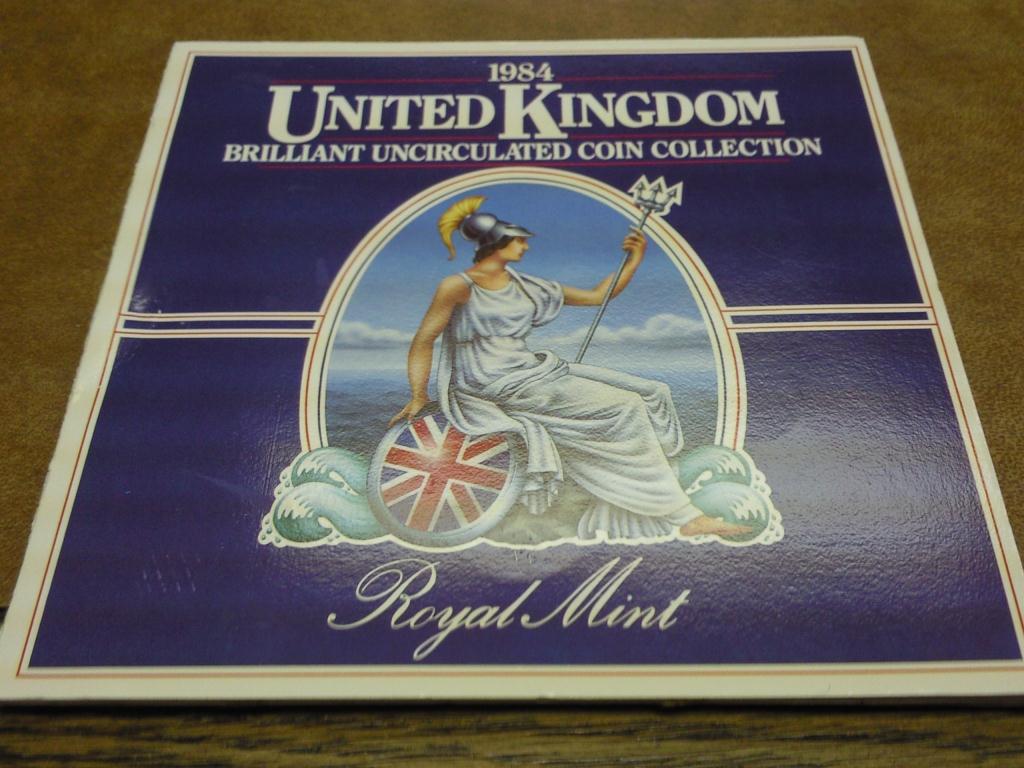 1984
UNITED KINGDOM
BRILLIANT UNCIRCULATED COIN COLLECTION
Royal Mint